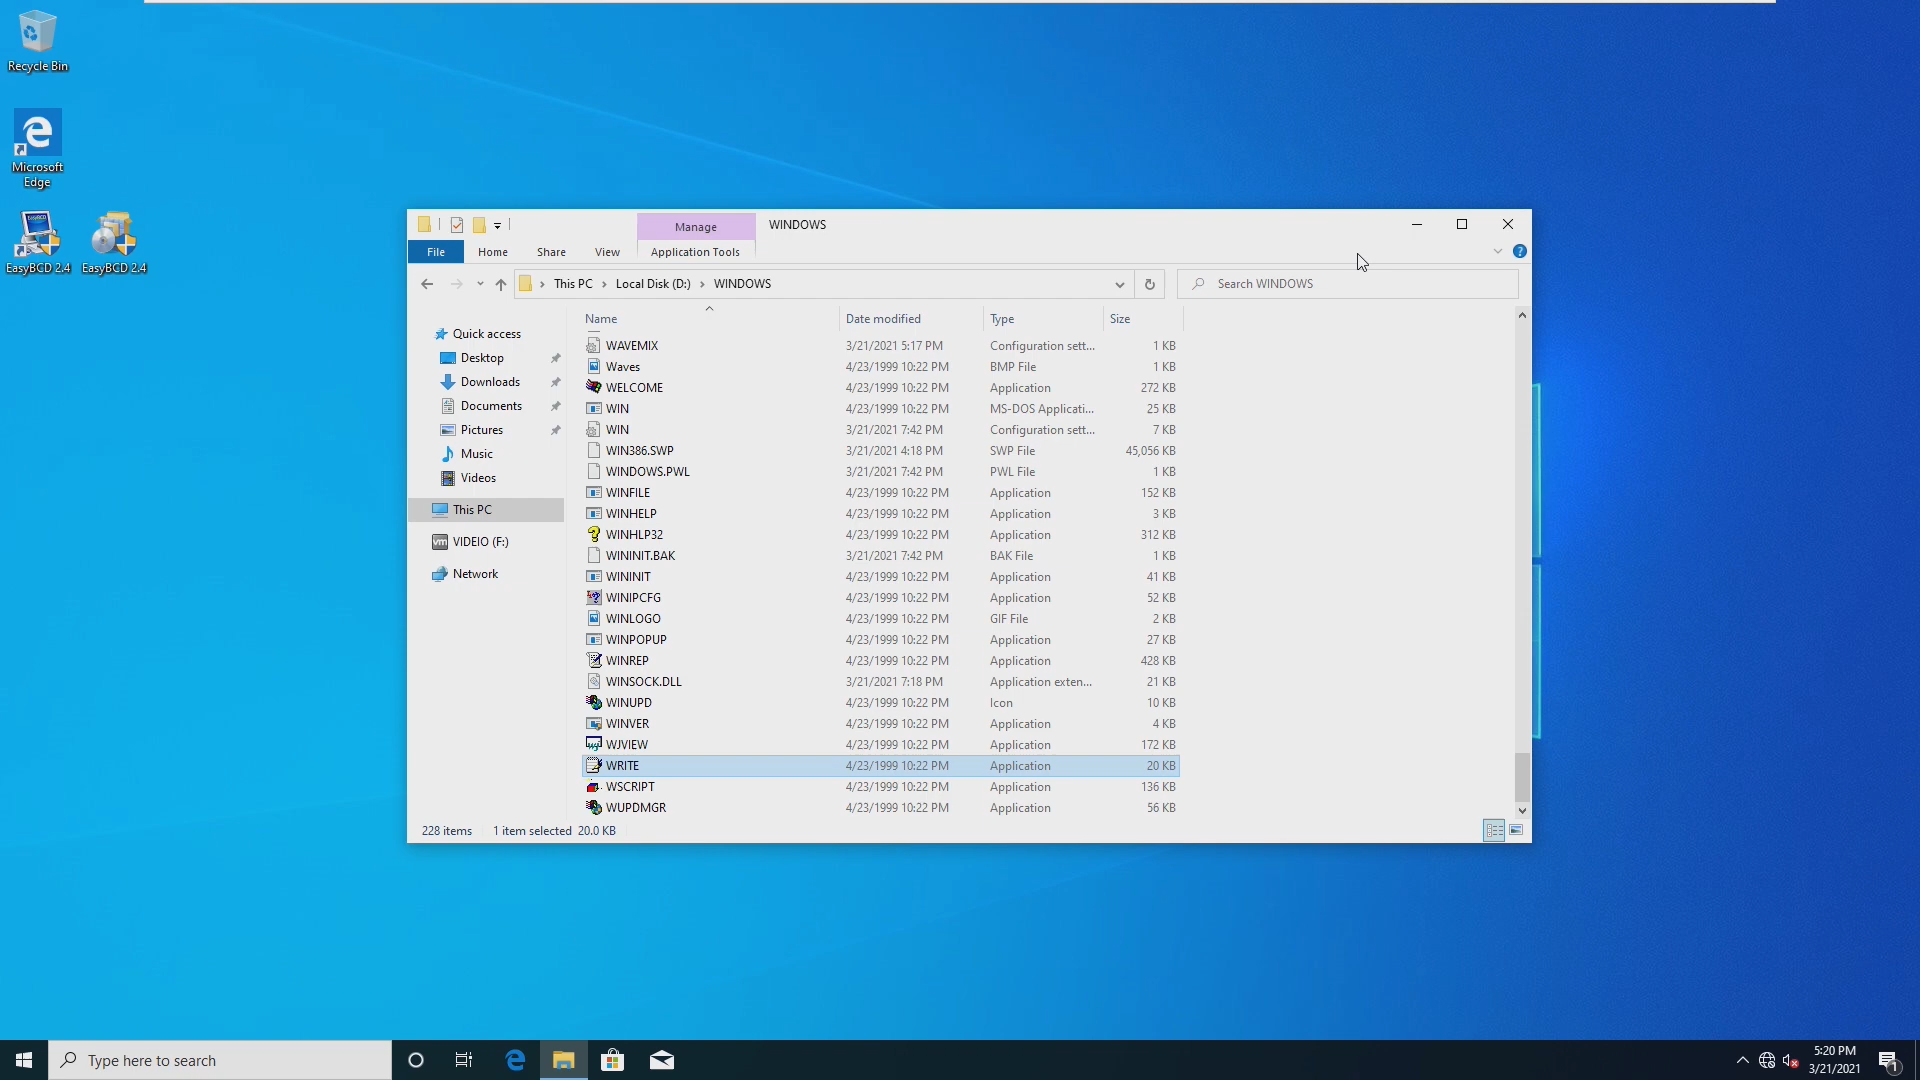 Recycle Bin
Microsoft
Edge
EasyBCD 2.4
EasyBCD 2.4
Manage
WINDOWS
File
Home
Share
View
Application Tools
This PC
Local Disk (D:)
WINDOWS
Search WINDOWS
Quick access
Desktop
Downloads
Documents
Pictures
Music
Videos
This PC
VIDEIO (F:)
Network
Name Date modified Type Size
WAVEMIX 3/21/2021 5:17 PM Configuration sett... 1 KB
Waves 4/23/1999 10:22 PM BMP File 1 KB
WELCOME 4/23/1999 10:22 PM Application 272 KB
WIN 4/23/1999 10:22 PM MS-DOS Applicati... 25 KB
WIN 3/21/2021 7:42 PM Configuration sett... 7 KB
WIN386.SWP 3/21/2021 4:18 PM SWP File 45,056 KB
WINDOWS.PWL 3/21/2021 7:42 PM PWL File 1 KB
WINFILE 4/23/1999 10:22 PM Application 152 KB
WINHELP 4/23/1999 10:22 PM Application 3 KB
WINHLP32 4/23/1999 10:22 PM Application 312 KB
WININIT.BAK 3/21/2021 7:42 PM BAK File 1 KB
WININIT 4/23/1999 10:22 PM Application 41 KB
WINIPCFG 4/23/1999 10:22 PM Application 52 KB
WINLOGO 4/23/1999 10:22 PM GIF File 2 KB
WINPOPUP 4/23/1999 10:22 PM Application 27 KB
WINREP 4/23/1999 10:22 PM Application 428 KB
WINSOCK.DLL 3/21/2021 7:18 PM Application exten... 21 KB
WINUPD 4/23/1999 10:22 PM Icon 10 KB
WINVER 4/23/1999 10:22 PM Application 4 KB
WJVIEW 4/23/1999 10:22 PM Application 172 KB
WRITE 4/23/1999 10:22 PM Application 20 KB
WSCRIPT 4/23/1999 10:22 PM Application 136 KB
WUPDMGR 4/23/1999 10:22 PM Application 56 KB
228 items 1 item selected 20.0 KB
Type here to search
5:20 PM
3/21/2021
1